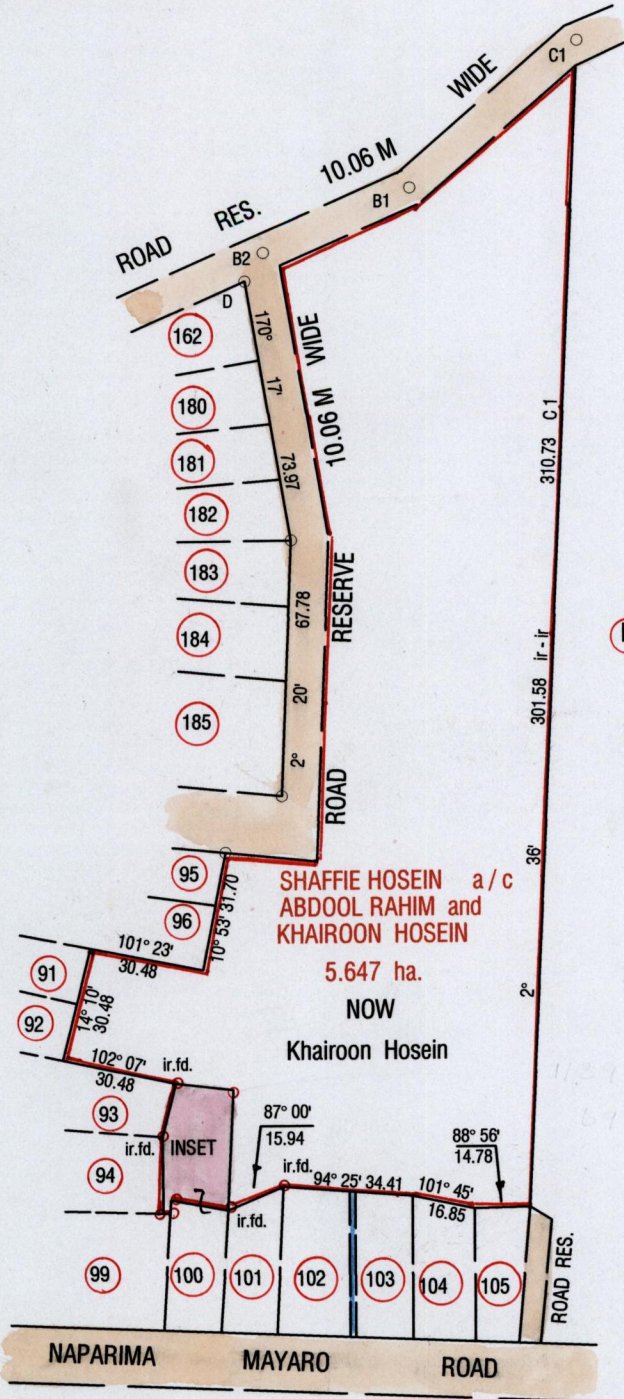 C1
WIDE
10.06 M
B1
RES.
ROAD
B2
D
162
170°
17'
73.97
10.06 M WIDE
180
181
182
183
184
185
67.78
20'
2°
RESERVE
ROAD
310.73 C 1
301.58 ir - ir
36'
2°
95
96
10° 53' 31.70
SHAFFIE HOSEIN a / c
ABDOOL RAHIM and
KHAIROON HOSEIN
5.647 ha.
NOW
Khairoon Hosein
101° 23'
30.48
91
92
14° 10'
30.48
102° 07'
30.48
ir.fd.
93
94
ir.fd.
INSET
87° 00'
15.94
88° 56'
14.78
ir.fd.
94° 25' 34.41
101° 45'
16.85
ir.fd.
99
100
101
102
103
104
105
ROAD RES.
NAPARIMA MAYARO ROAD